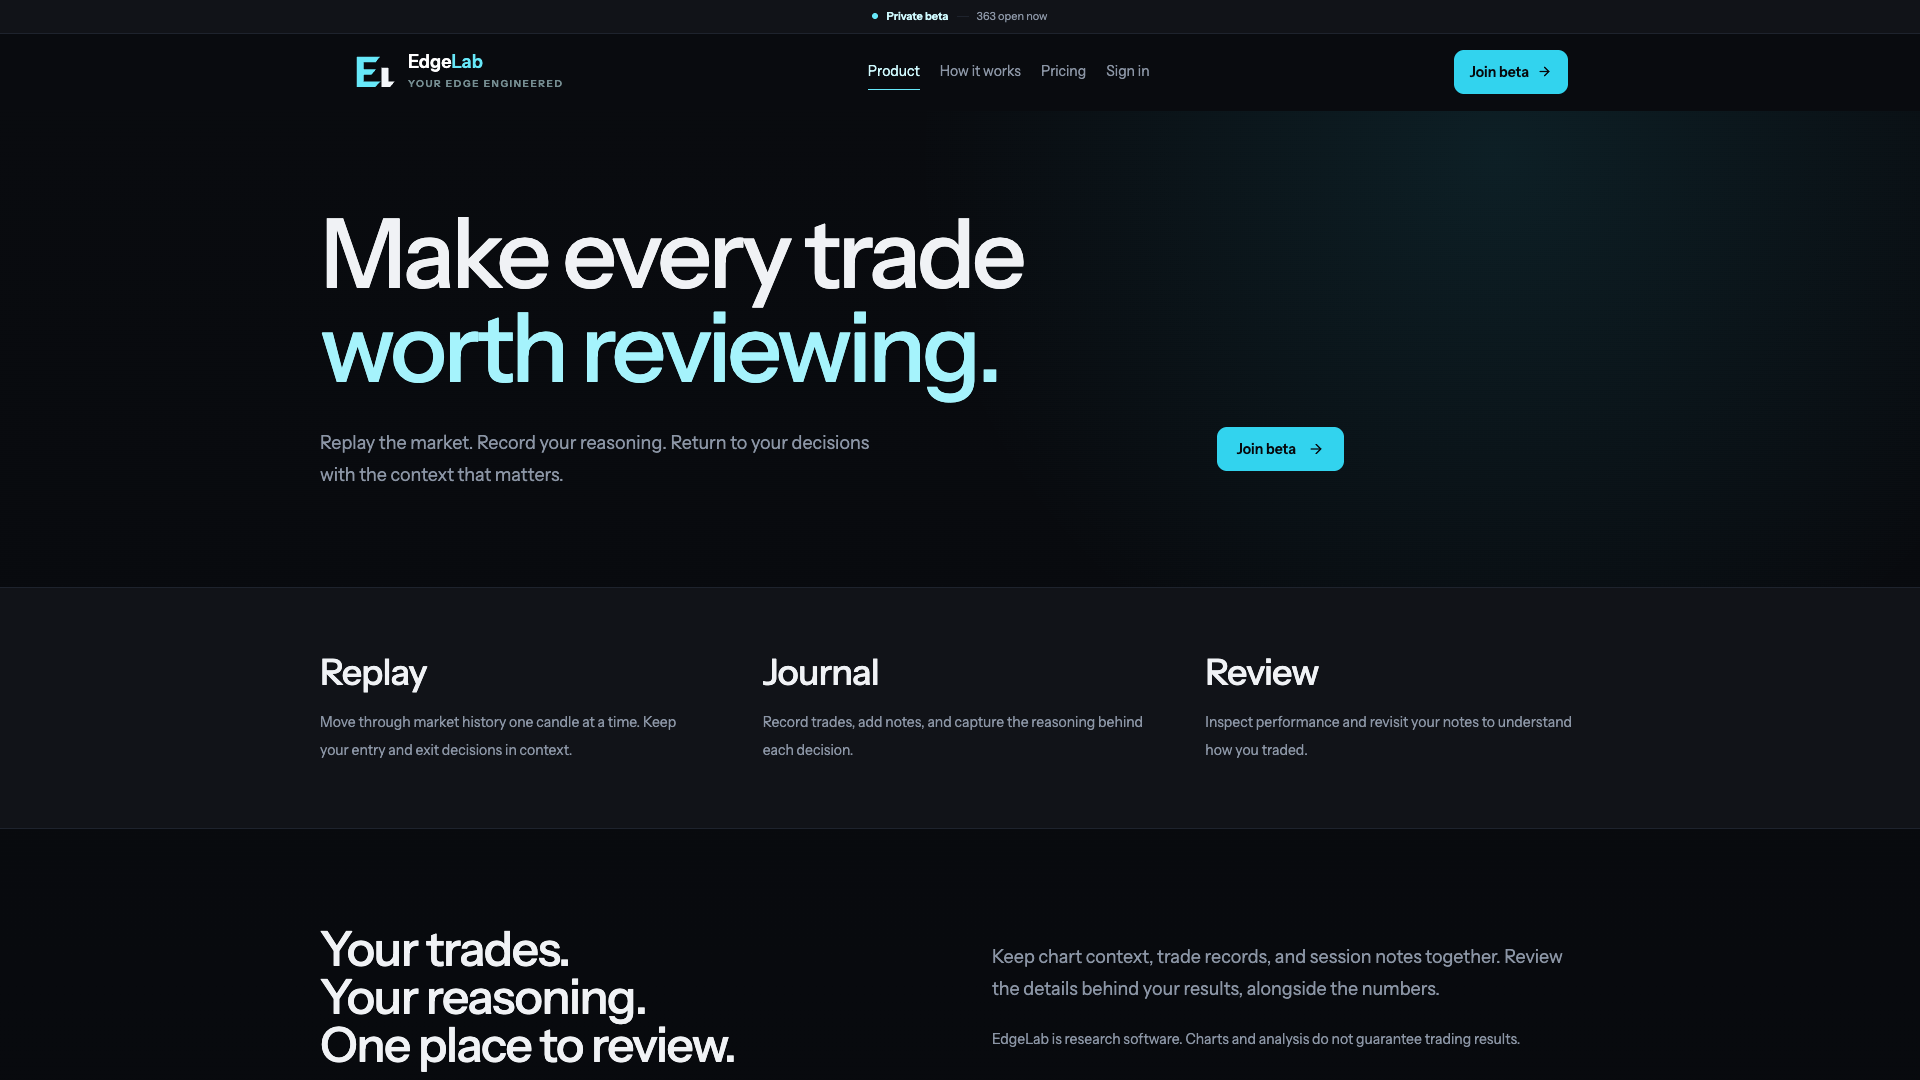 Private beta — 363 open now
EL
EdgeLab
YOUR EDGE ENGINEERED
Product
How it works
Pricing
Sign in
Join beta →
Make every trade
worth reviewing.
Replay the market. Record your reasoning. Return to your decisions
with the context that matters.
Join beta →
Replay
Move through market history one candle at a time. Keep
your entry and exit decisions in context.
Journal
Record trades, add notes, and capture the reasoning behind
each decision.
Review
Inspect performance and revisit your notes to understand
how you traded.
Your trades.
Your reasoning.
One place to review.
Keep chart context, trade records, and session notes together. Review
the details behind your results, alongside the numbers.
EdgeLab is research software. Charts and analysis do not guarantee trading results.